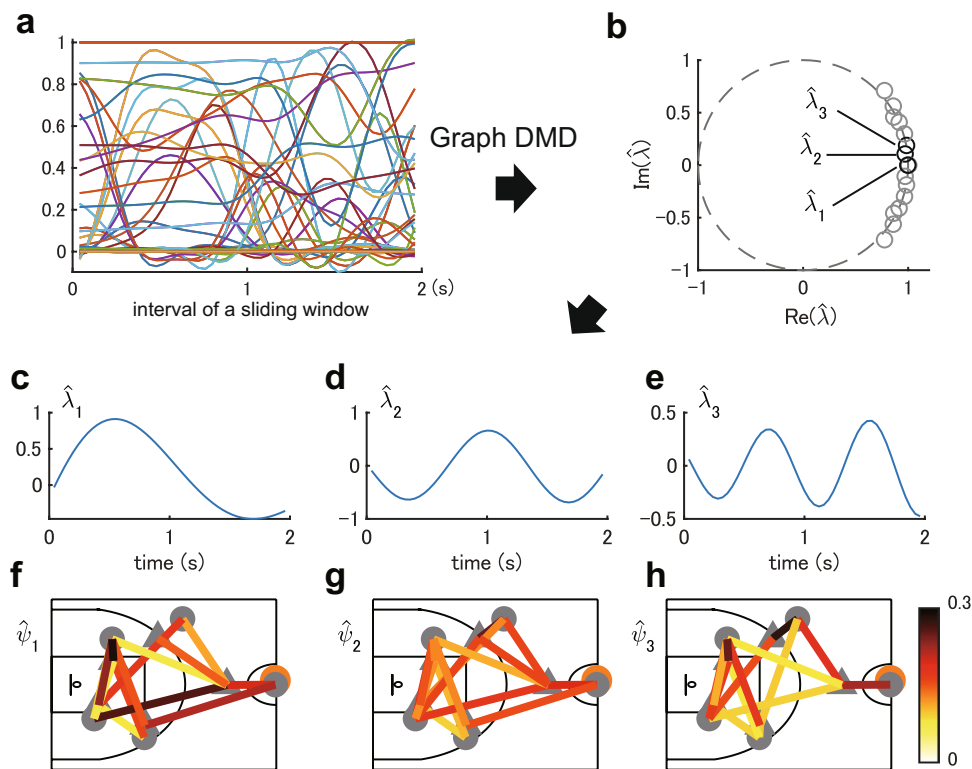 a
1
0.8
0.6
0.4
0.2
0
0 1 2 (s)
interval of a sliding window
Graph DMD
b
1
0.5
0
−0.5
−1
−1 0 1
Im(λ̂)
Re(λ̂)
λ̂3
λ̂2
λ̂1
c
λ̂1
1
0.5
0
0 1 2
time (s)
d
λ̂2
1
0
-1
0 1 2
time (s)
e
λ̂3
0.5
0
-0.5
0 1 2
time (s)
f
ψ̂1
g
ψ̂2
h
ψ̂3
0.3
0